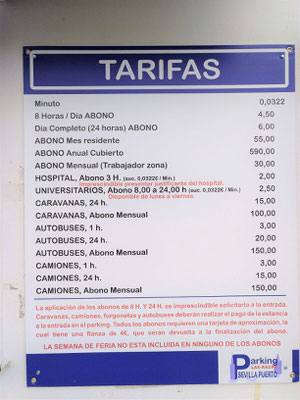 TARIFAS
Minuto 0,0322
8 Horas / Dia ABONO 4,50
Día Completo (24 horas) ABONO 6,00
ABONO Mes residente 55,00
ABONO Anual Cubierto 590,00
ABONO Mensual (Trabajador zona) 30,00
HOSPITAL, Abono 3 H. (suc. 0,0322€ / Min.) 2,00
Imprescindible presentar justificante del hospital.
UNIVERSITARIOS, Abono 8,00 a 24,00 h (suc. 0,0322€ / Min.) 2,50
Disponible de lunes a viernes.
CARAVANAS, 24 h. 15,00
CARAVANAS, Abono Mensual 100,00
AUTOBUSES, 1 h. 3,00
AUTOBUSES, 24 h. 20,00
AUTOBUSES, Abono Mensual 150,00
CAMIONES, 1 h. 3,00
CAMIONES, 24 h. 15,00
CAMIONES, Abono Mensual 150,00
La aplicación de los abonos de 8 H. Y 24 H. es imprescindible solicitarlo a la entrada.
Caravanas, camiones, furgonetas y autobuses deberán realizar el pago de la estancia
a la entrada en el parking. Todos los abonos requieren una tarjeta de aproximación, la
cual tiene una fianza de 4€, que serán devuelta a la finalización del abono.
LA SEMANA DE FERIA NO ESTA INCLUIDA EN NINGUNO DE LOS ABONOS
Parking
LAS RAZAS
SEVILLA PUERTO